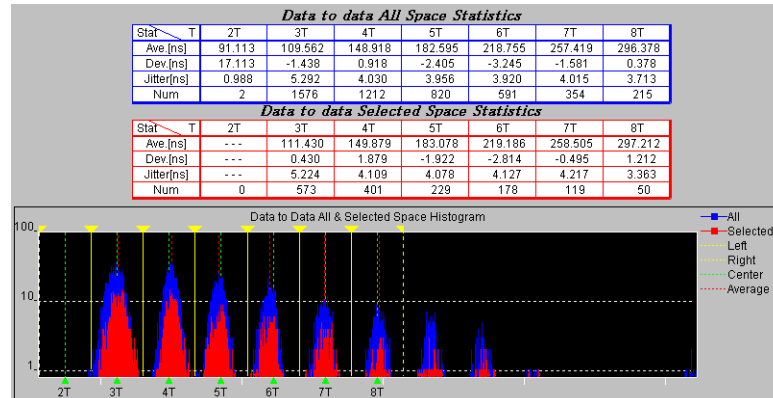 Data to data All Space Statistics
Stat T 2T 3T 4T 5T 6T 7T 8T
Ave.[ns] 91.113 109.562 148.918 182.595 218.755 257.419 296.378
Dev.[ns] 17.113 -1.438 0.918 -2.405 -3.245 -1.581 0.378
Jitter[ns] 0.988 5.292 4.030 3.956 3.920 4.015 3.713
Num 2 1576 1212 820 591 354 215
Data to data Selected Space Statistics
Stat T 2T 3T 4T 5T 6T 7T 8T
Ave.[ns] --- 111.430 149.879 183.078 219.186 258.505 297.212
Dev.[ns] --- 0.430 1.879 -1.922 -2.814 -0.495 1.212
Jitter[ns] --- 5.224 4.109 4.078 4.127 4.217 3.363
Num 0 573 401 229 178 119 50
Data to Data All & Selected Space Histogram
100
10
1
2T 3T 4T 5T 6T 7T 8T
All
Selected
Left
Right
Center
Average